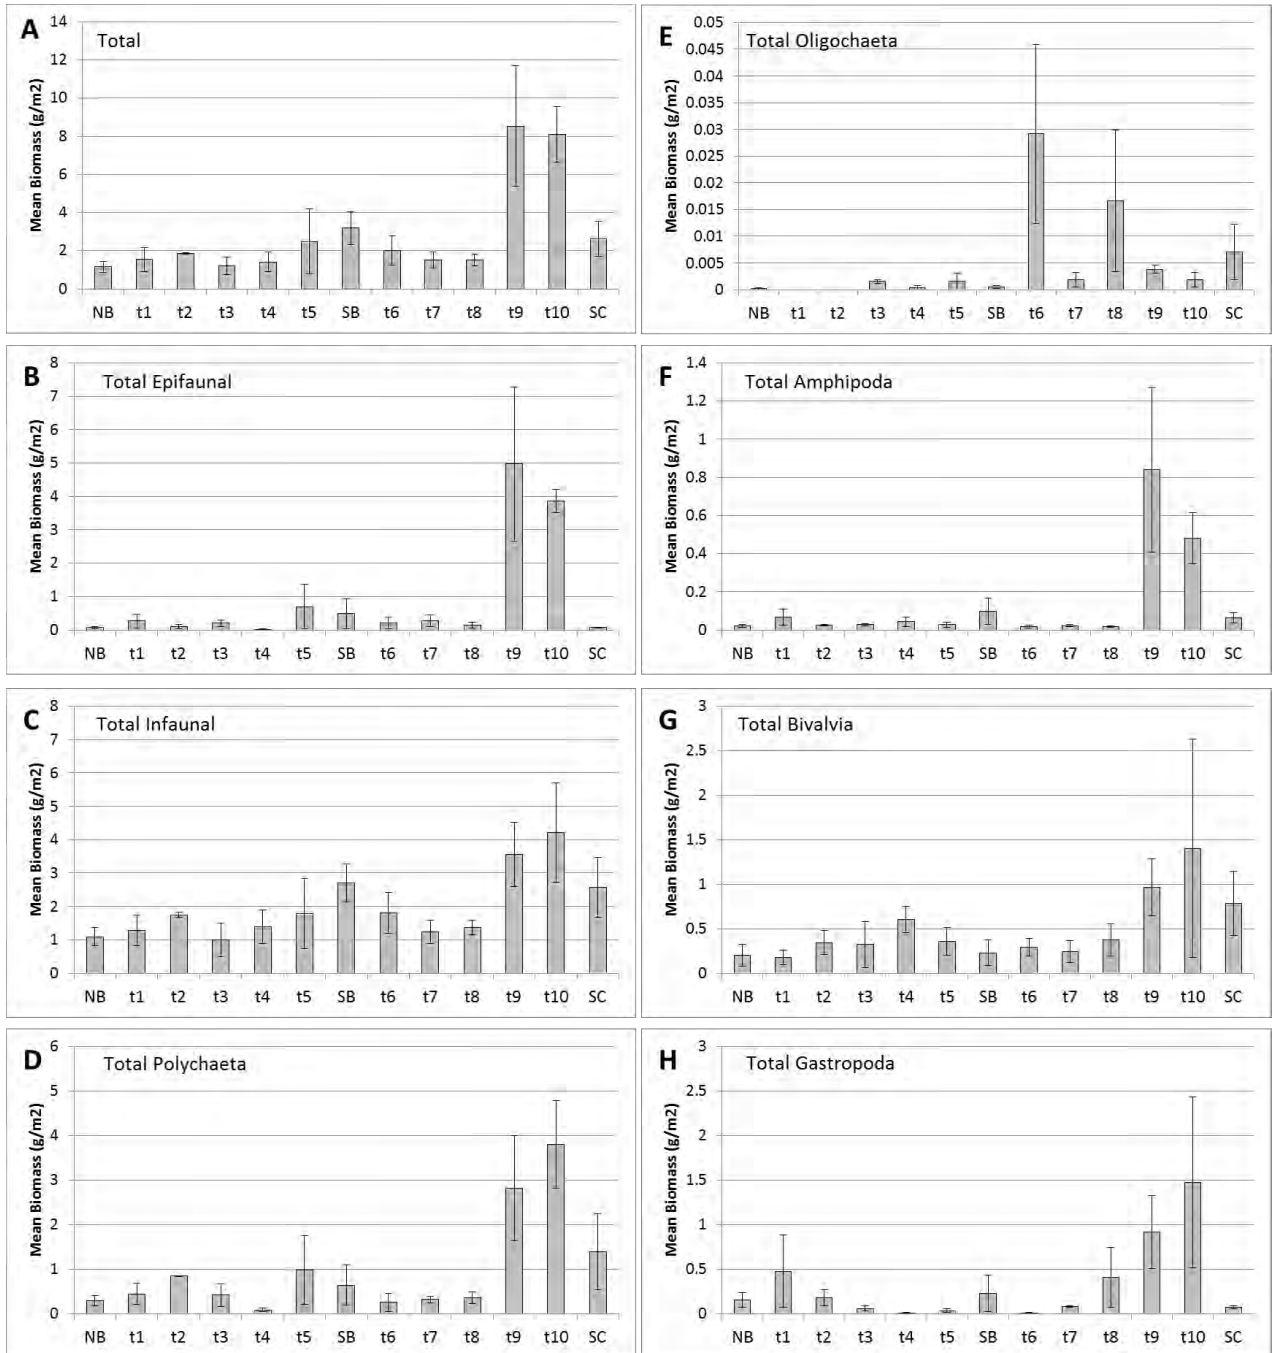 A
Total
Mean Biomass (g/m2)
14
12
10
8
6
4
2
0
NB t1 t2 t3 t4 t5 SB t6 t7 t8 t9 t10 SC
E
Total Oligochaeta
Mean Biomass (g/m2)
0.05
0.045
0.04
0.035
0.03
0.025
0.02
0.015
0.01
0.005
0
NB t1 t2 t3 t4 t5 SB t6 t7 t8 t9 t10 SC
B
Total Epifaunal
Mean Biomass (g/m2)
8
7
6
5
4
3
2
1
0
NB t1 t2 t3 t4 t5 SB t6 t7 t8 t9 t10 SC
F
Total Amphipoda
Mean Biomass (g/m2)
1.4
1.2
1
0.8
0.6
0.4
0.2
0
NB t1 t2 t3 t4 t5 SB t6 t7 t8 t9 t10 SC
C
Total Infaunal
Mean Biomass (g/m2)
8
7
6
5
4
3
2
1
0
NB t1 t2 t3 t4 t5 SB t6 t7 t8 t9 t10 SC
G
Total Bivalvia
Mean Biomass (g/m2)
3
2.5
2
1.5
1
0.5
0
NB t1 t2 t3 t4 t5 SB t6 t7 t8 t9 t10 SC
D
Total Polychaeta
Mean Biomass (g/m2)
6
5
4
3
2
1
0
NB t1 t2 t3 t4 t5 SB t6 t7 t8 t9 t10 SC
H
Total Gastropoda
Mean Biomass (g/m2)
3
2.5
2
1.5
1
0.5
0
NB t1 t2 t3 t4 t5 SB t6 t7 t8 t9 t10 SC